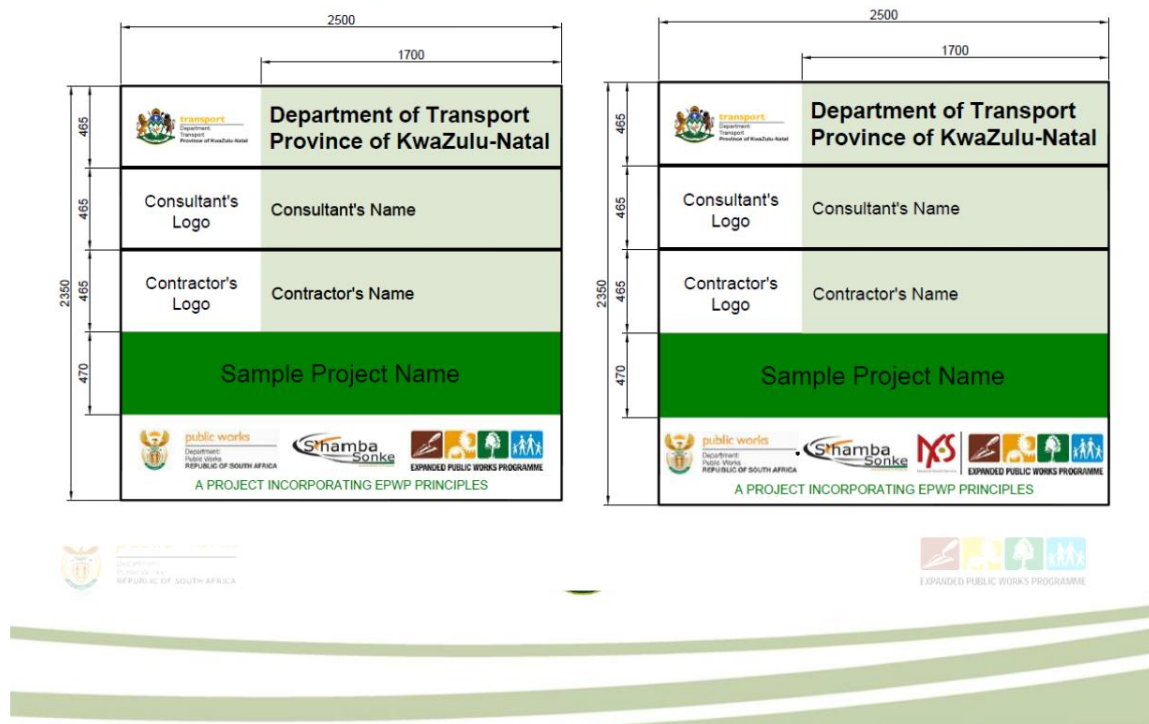 2500
1700
465
465
2350
465
470
transport
Department:
Transport
Province of KwaZulu-Natal
Department of Transport
Province of KwaZulu-Natal
Consultant's
Logo
Consultant's Name
Contractor's
Logo
Contractor's Name
Sample Project Name
public works
Department:
Public Works
REPUBLIC OF SOUTH AFRICA
S'hamba
Sonke
EXPANDED PUBLIC WORKS PROGRAMME
A PROJECT INCORPORATING EPWP PRINCIPLES
2500
1700
465
465
2350
465
470
transport
Department:
Transport
Province of KwaZulu-Natal
Department of Transport
Province of KwaZulu-Natal
Consultant's
Logo
Consultant's Name
Contractor's
Logo
Contractor's Name
Sample Project Name
public works
Department:
Public Works
REPUBLIC OF SOUTH AFRICA
S'hamba
Sonke
NYS
EXPANDED PUBLIC WORKS PROGRAMME
A PROJECT INCORPORATING EPWP PRINCIPLES
Department:
Public Works
REPUBLIC OF SOUTH AFRICA
EXPANDED PUBLIC WORKS PROGRAMME